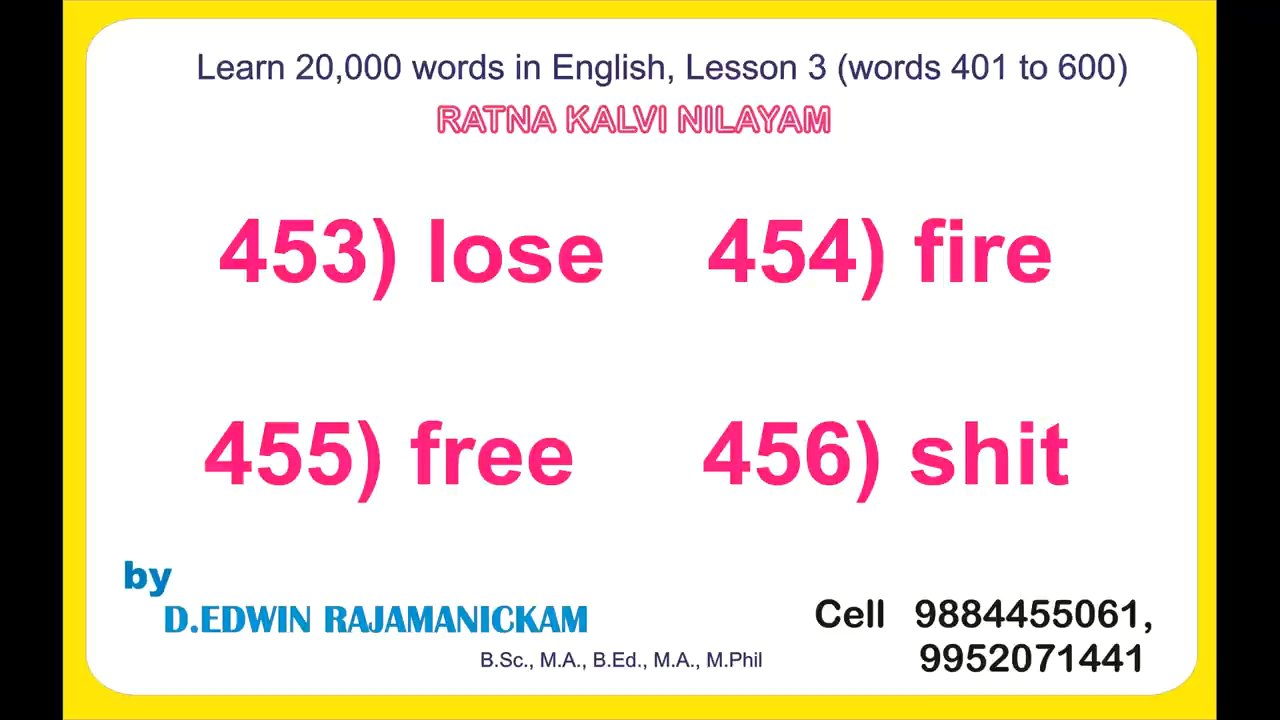 Learn 20,000 words in English, Lesson 3 (words 401 to 600)
RATNA KALVI NILAYAM
453) lose 454) fire
455) free 456) shit
by
D.EDWIN RAJAMANICKAM
B.Sc., M.A., B.Ed., M.A., M.Phil
Cell 9884455061,
9952071441